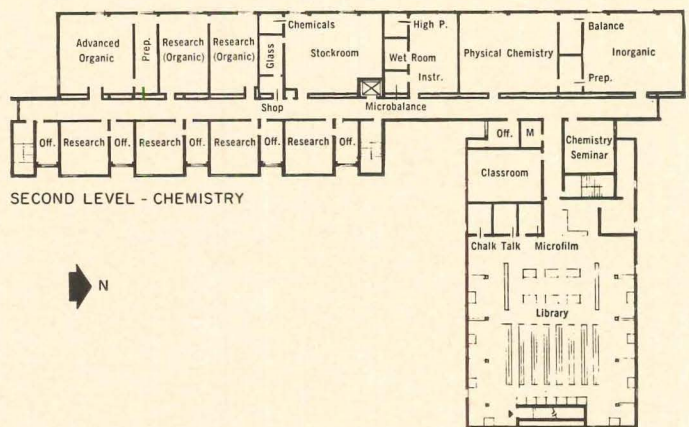 Advanced
Organic
Prep.
Research
(Organic)
Research
(Organic)
Glass
Chemicals
Stockroom
High P.
Wet Room
Instr.
Physical Chemistry
Balance
Inorganic
Prep.
Shop
Microbalance
Off.
Research
Off.
Research
Off.
Research
Off.
Research
Off.
Off.
M
Chemistry
Seminar
Classroom
SECOND LEVEL - CHEMISTRY
Chalk Talk
Microfilm
N
Library